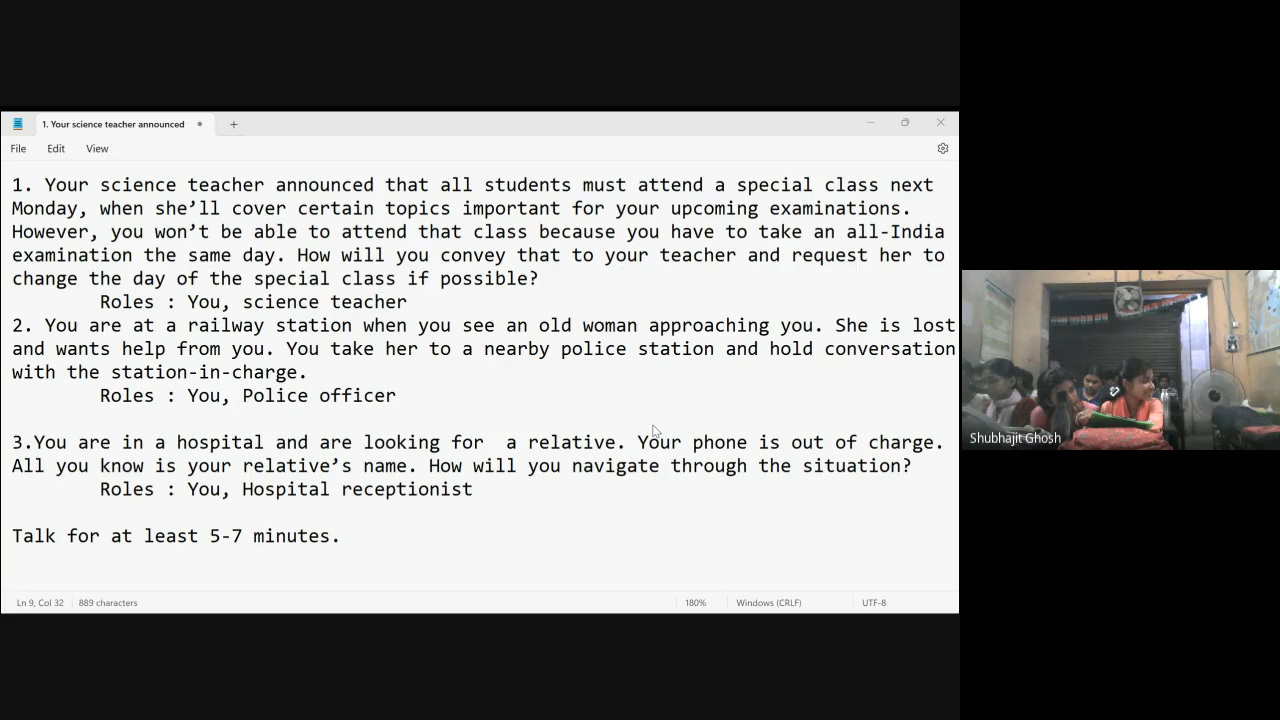 1. Your science teacher announced
File Edit View
1. Your science teacher announced that all students must attend a special class next
Monday, when she’ll cover certain topics important for your upcoming examinations.
However, you won’t be able to attend that class because you have to take an all-India
examination the same day. How will you convey that to your teacher and request her to
change the day of the special class if possible?
Roles : You, science teacher
2. You are at a railway station when you see an old woman approaching you. She is lost
and wants help from you. You take her to a nearby police station and hold conversation
with the station-in-charge.
Roles : You, Police officer
3.You are in a hospital and are looking for  a relative. Your phone is out of charge.
All you know is your relative’s name. How will you navigate through the situation?
Roles : You, Hospital receptionist
Talk for at least 5-7 minutes.
Ln 9, Col 32 889 characters 180% Windows (CRLF) UTF-8
Shubhajit Ghosh